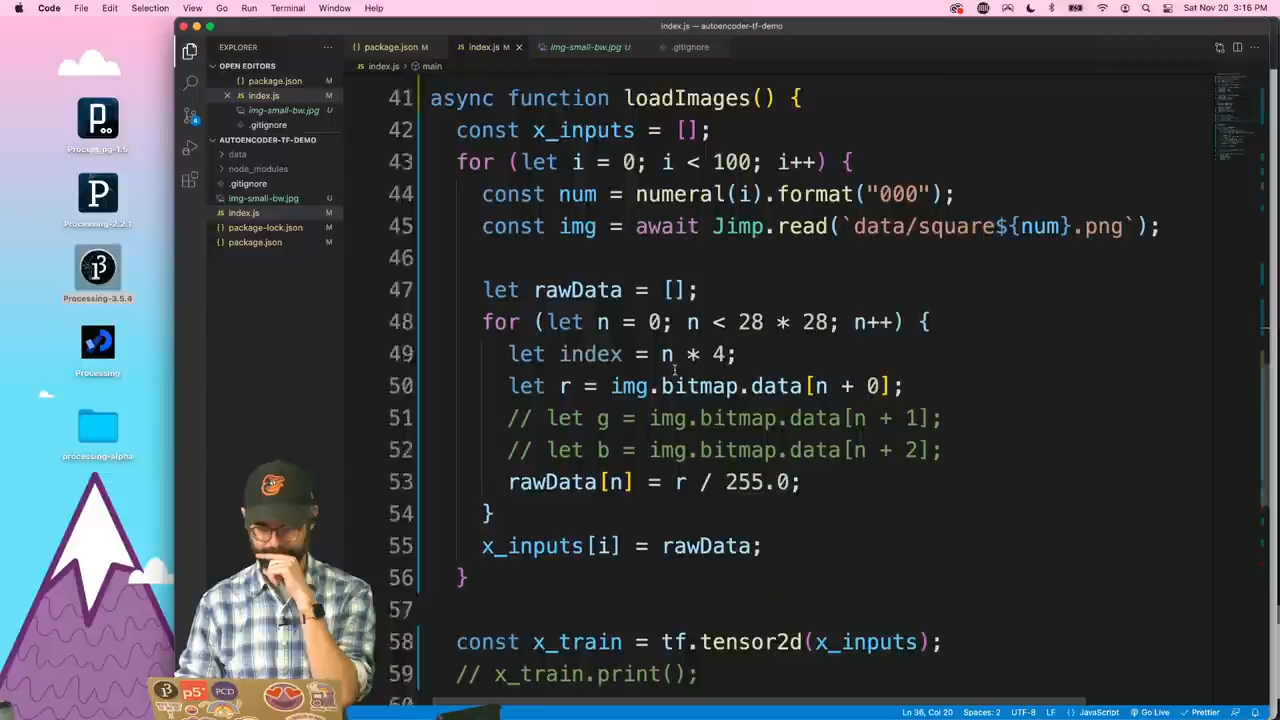 Code File Edit Selection View Go Run Terminal Window Help
Sat Nov 20 3:16 PM
index.js — autoencoder-tf-demo
EXPLORER
package.json M
index.js M
img-small-bw.jpg U
.gitignore
index.js > main
OPEN EDITORS
package.json M
index.js M
img-small-bw.jpg U
.gitignore
AUTOENCODER-TF-DEMO
data
node_modules
.gitignore
img-small-bw.jpg U
index.js M
package-lock.json M
package.json M
4
Processing-1.5
Processing-2.2.1
Processing-3.5.4
Processing
processing-alpha
41 async function loadImages() {
42 const x_inputs = [];
43 for (let i = 0; i < 100; i++) {
44 const num = numeral(i).format("000");
45 const img = await Jimp.read(`data/square${num}.png`);
46
47 let rawData = [];
48 for (let n = 0; n < 28 * 28; n++) {
49 let index = n * 4;
50 let r = img.bitmap.data[n + 0];
51 // let g = img.bitmap.data[n + 1];
52 // let b = img.bitmap.data[n + 2];
53 rawData[n] = r / 255.0;
54 }
55 x_inputs[i] = rawData;
56 }
57
58 const x_train = tf.tensor2d(x_inputs);
59 // x_train.print();
p5*
PCD
Ln 36, Col 20 Spaces: 2 UTF-8 LF {} JavaScript Go Live Prettier